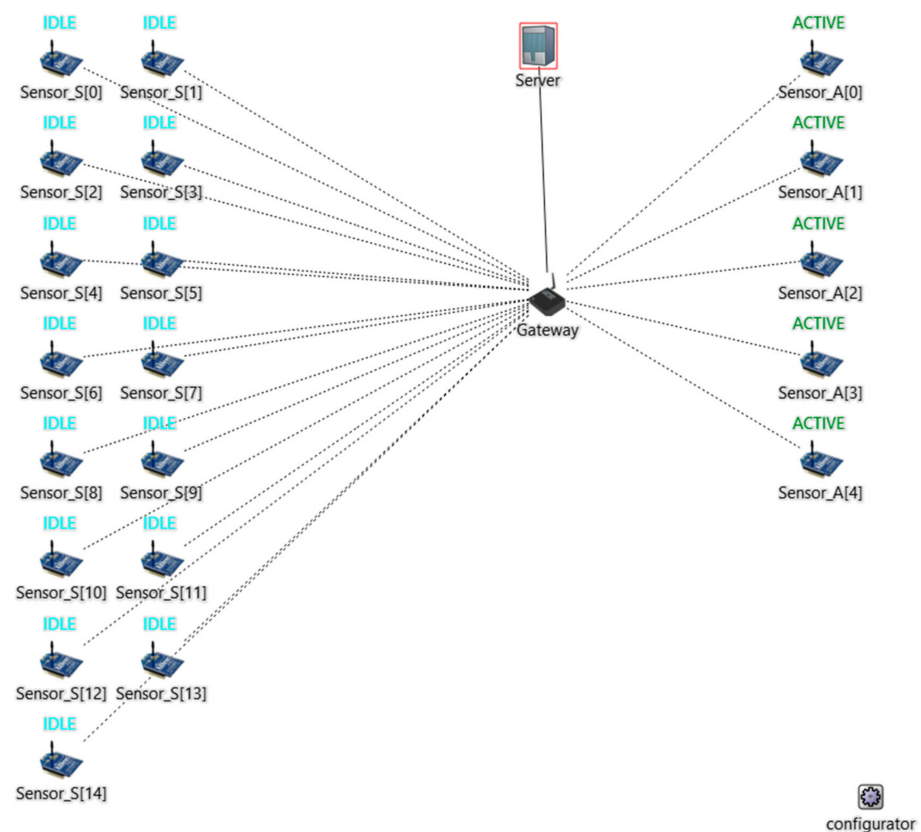 IDLE IDLE ACTIVE
Sensor_S[0] Sensor_S[1] Server Sensor_A[0]
IDLE IDLE ACTIVE
Sensor_S[2] Sensor_S[3] Sensor_A[1]
IDLE IDLE ACTIVE
Sensor_S[4] Sensor_S[5] Sensor_A[2]
IDLE IDLE Gateway ACTIVE
Sensor_S[6] Sensor_S[7] Sensor_A[3]
IDLE IDLE ACTIVE
Sensor_S[8] Sensor_S[9] Sensor_A[4]
IDLE IDLE
Sensor_S[10] Sensor_S[11]
IDLE IDLE
Sensor_S[12] Sensor_S[13]
IDLE
Sensor_S[14]
configurator